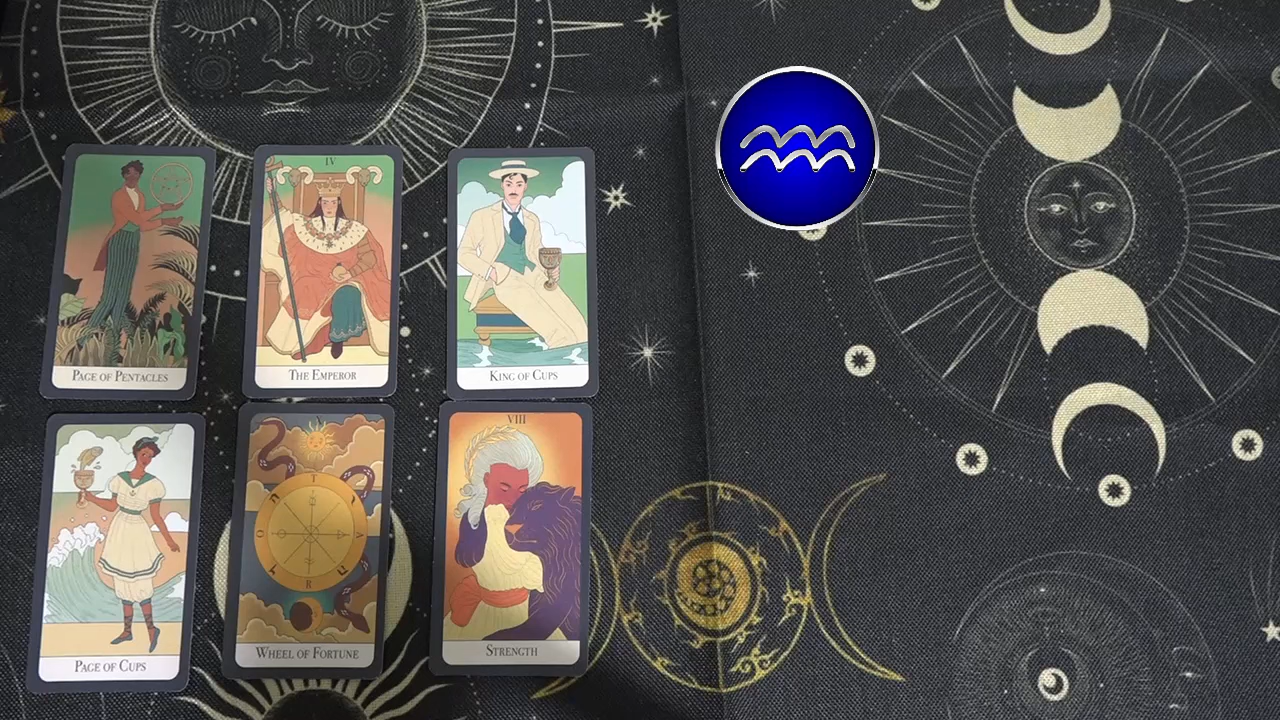 PAGE OF PENTACLES
IV
THE EMPEROR
KING OF CUPS
PAGE OF CUPS
T
A
R
O
WHEEL OF FORTUNE
VIII
STRENGTH